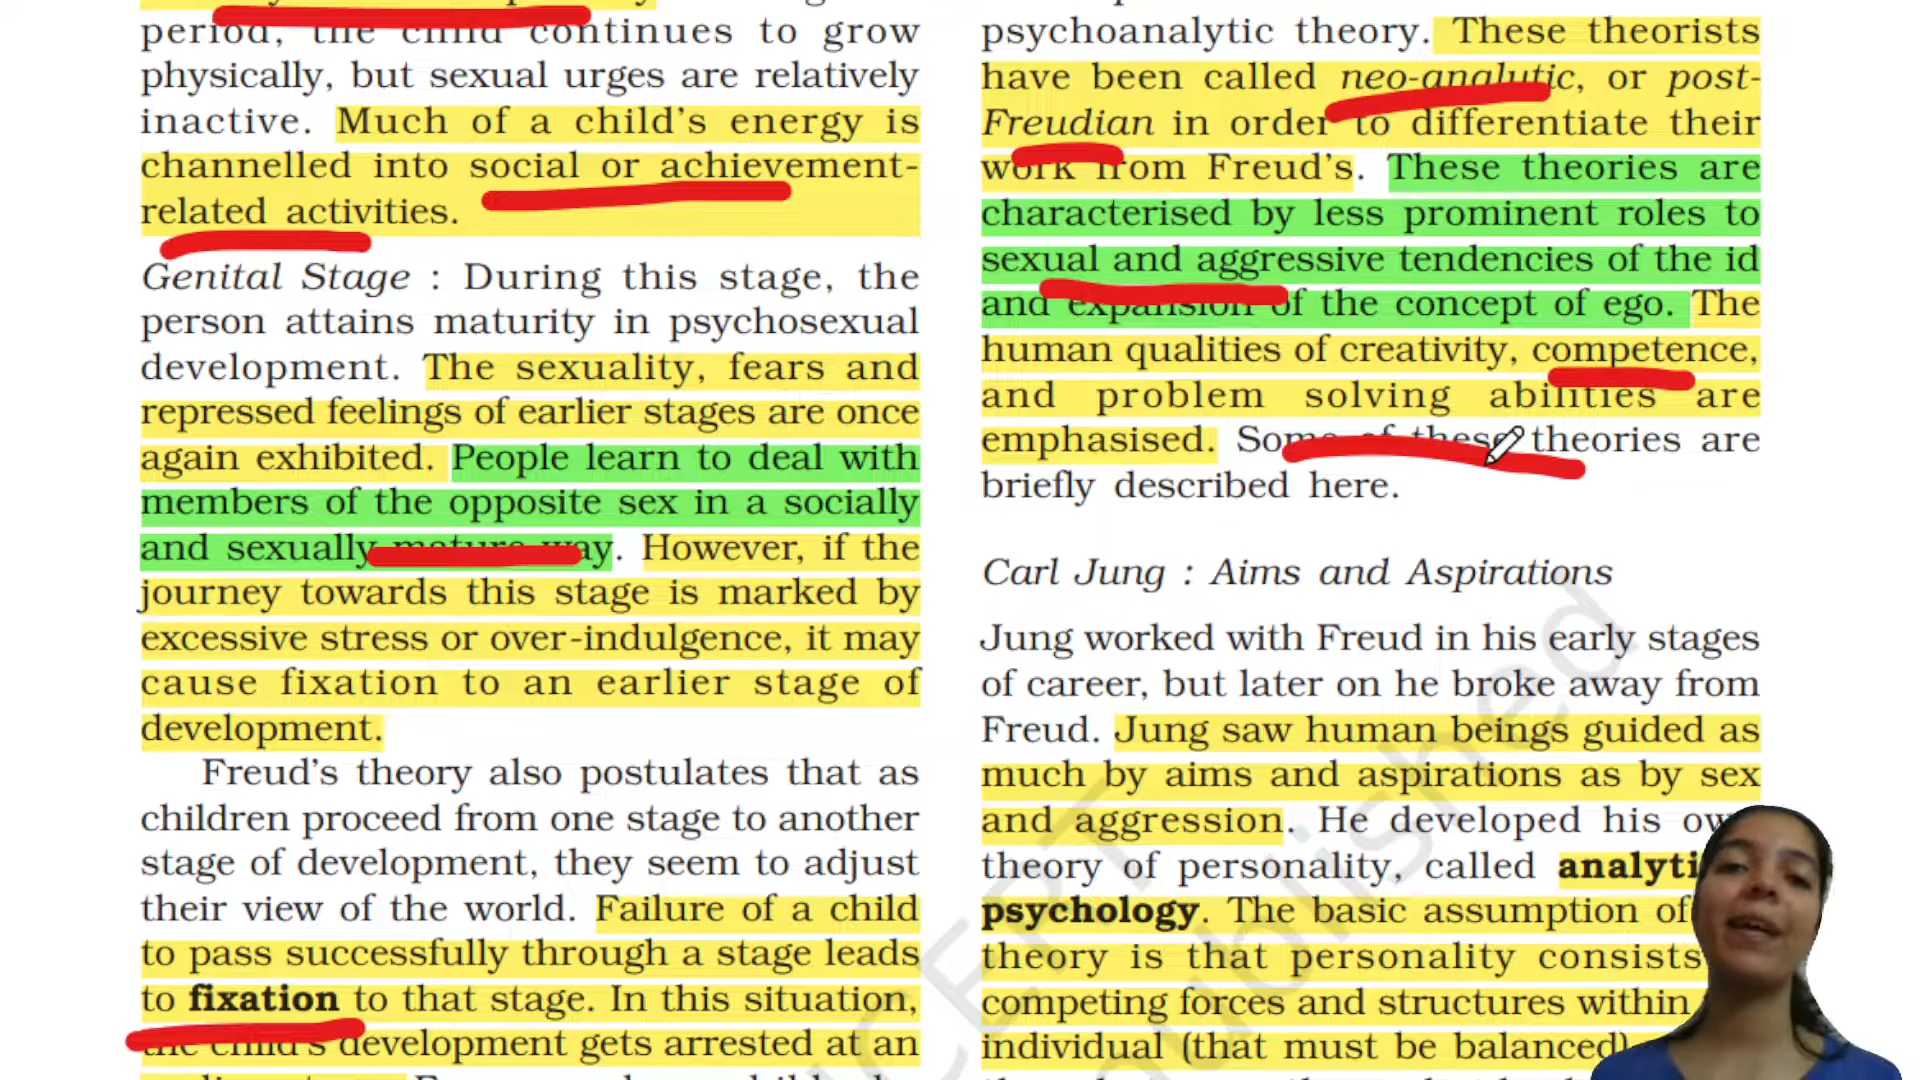 period, the child continues to grow
physically, but sexual urges are relatively
inactive. Much of a child's energy is
channelled into social or achievement-
related activities.
Genital Stage : During this stage, the
person attains maturity in psychosexual
development. The sexuality, fears and
repressed feelings of earlier stages are once
again exhibited. People learn to deal with
members of the opposite sex in a socially
and sexually mature way. However, if the
journey towards this stage is marked by
excessive stress or over-indulgence, it may
cause fixation to an earlier stage of
development.
Freud's theory also postulates that as
children proceed from one stage to another
stage of development, they seem to adjust
their view of the world. Failure of a child
to pass successfully through a stage leads
to fixation to that stage. In this situation,
the child's development gets arrested at an
psychoanalytic theory. These theorists
have been called neo-analytic, or post-
Freudian in order to differentiate their
work from Freud's. These theories are
characterised by less prominent roles to
sexual and aggressive tendencies of the id
and expansion of the concept of ego. The
human qualities of creativity, competence,
and problem solving abilities are
emphasised. Some of these theories are
briefly described here.
Carl Jung : Aims and Aspirations
Jung worked with Freud in his early stages
of career, but later on he broke away from
Freud. Jung saw human beings guided as
much by aims and aspirations as by sex
and aggression. He developed his own
theory of personality, called
psychology. The basic assumption of
theory is that personality consists
competing forces and structures within
individual (that must be balanced)